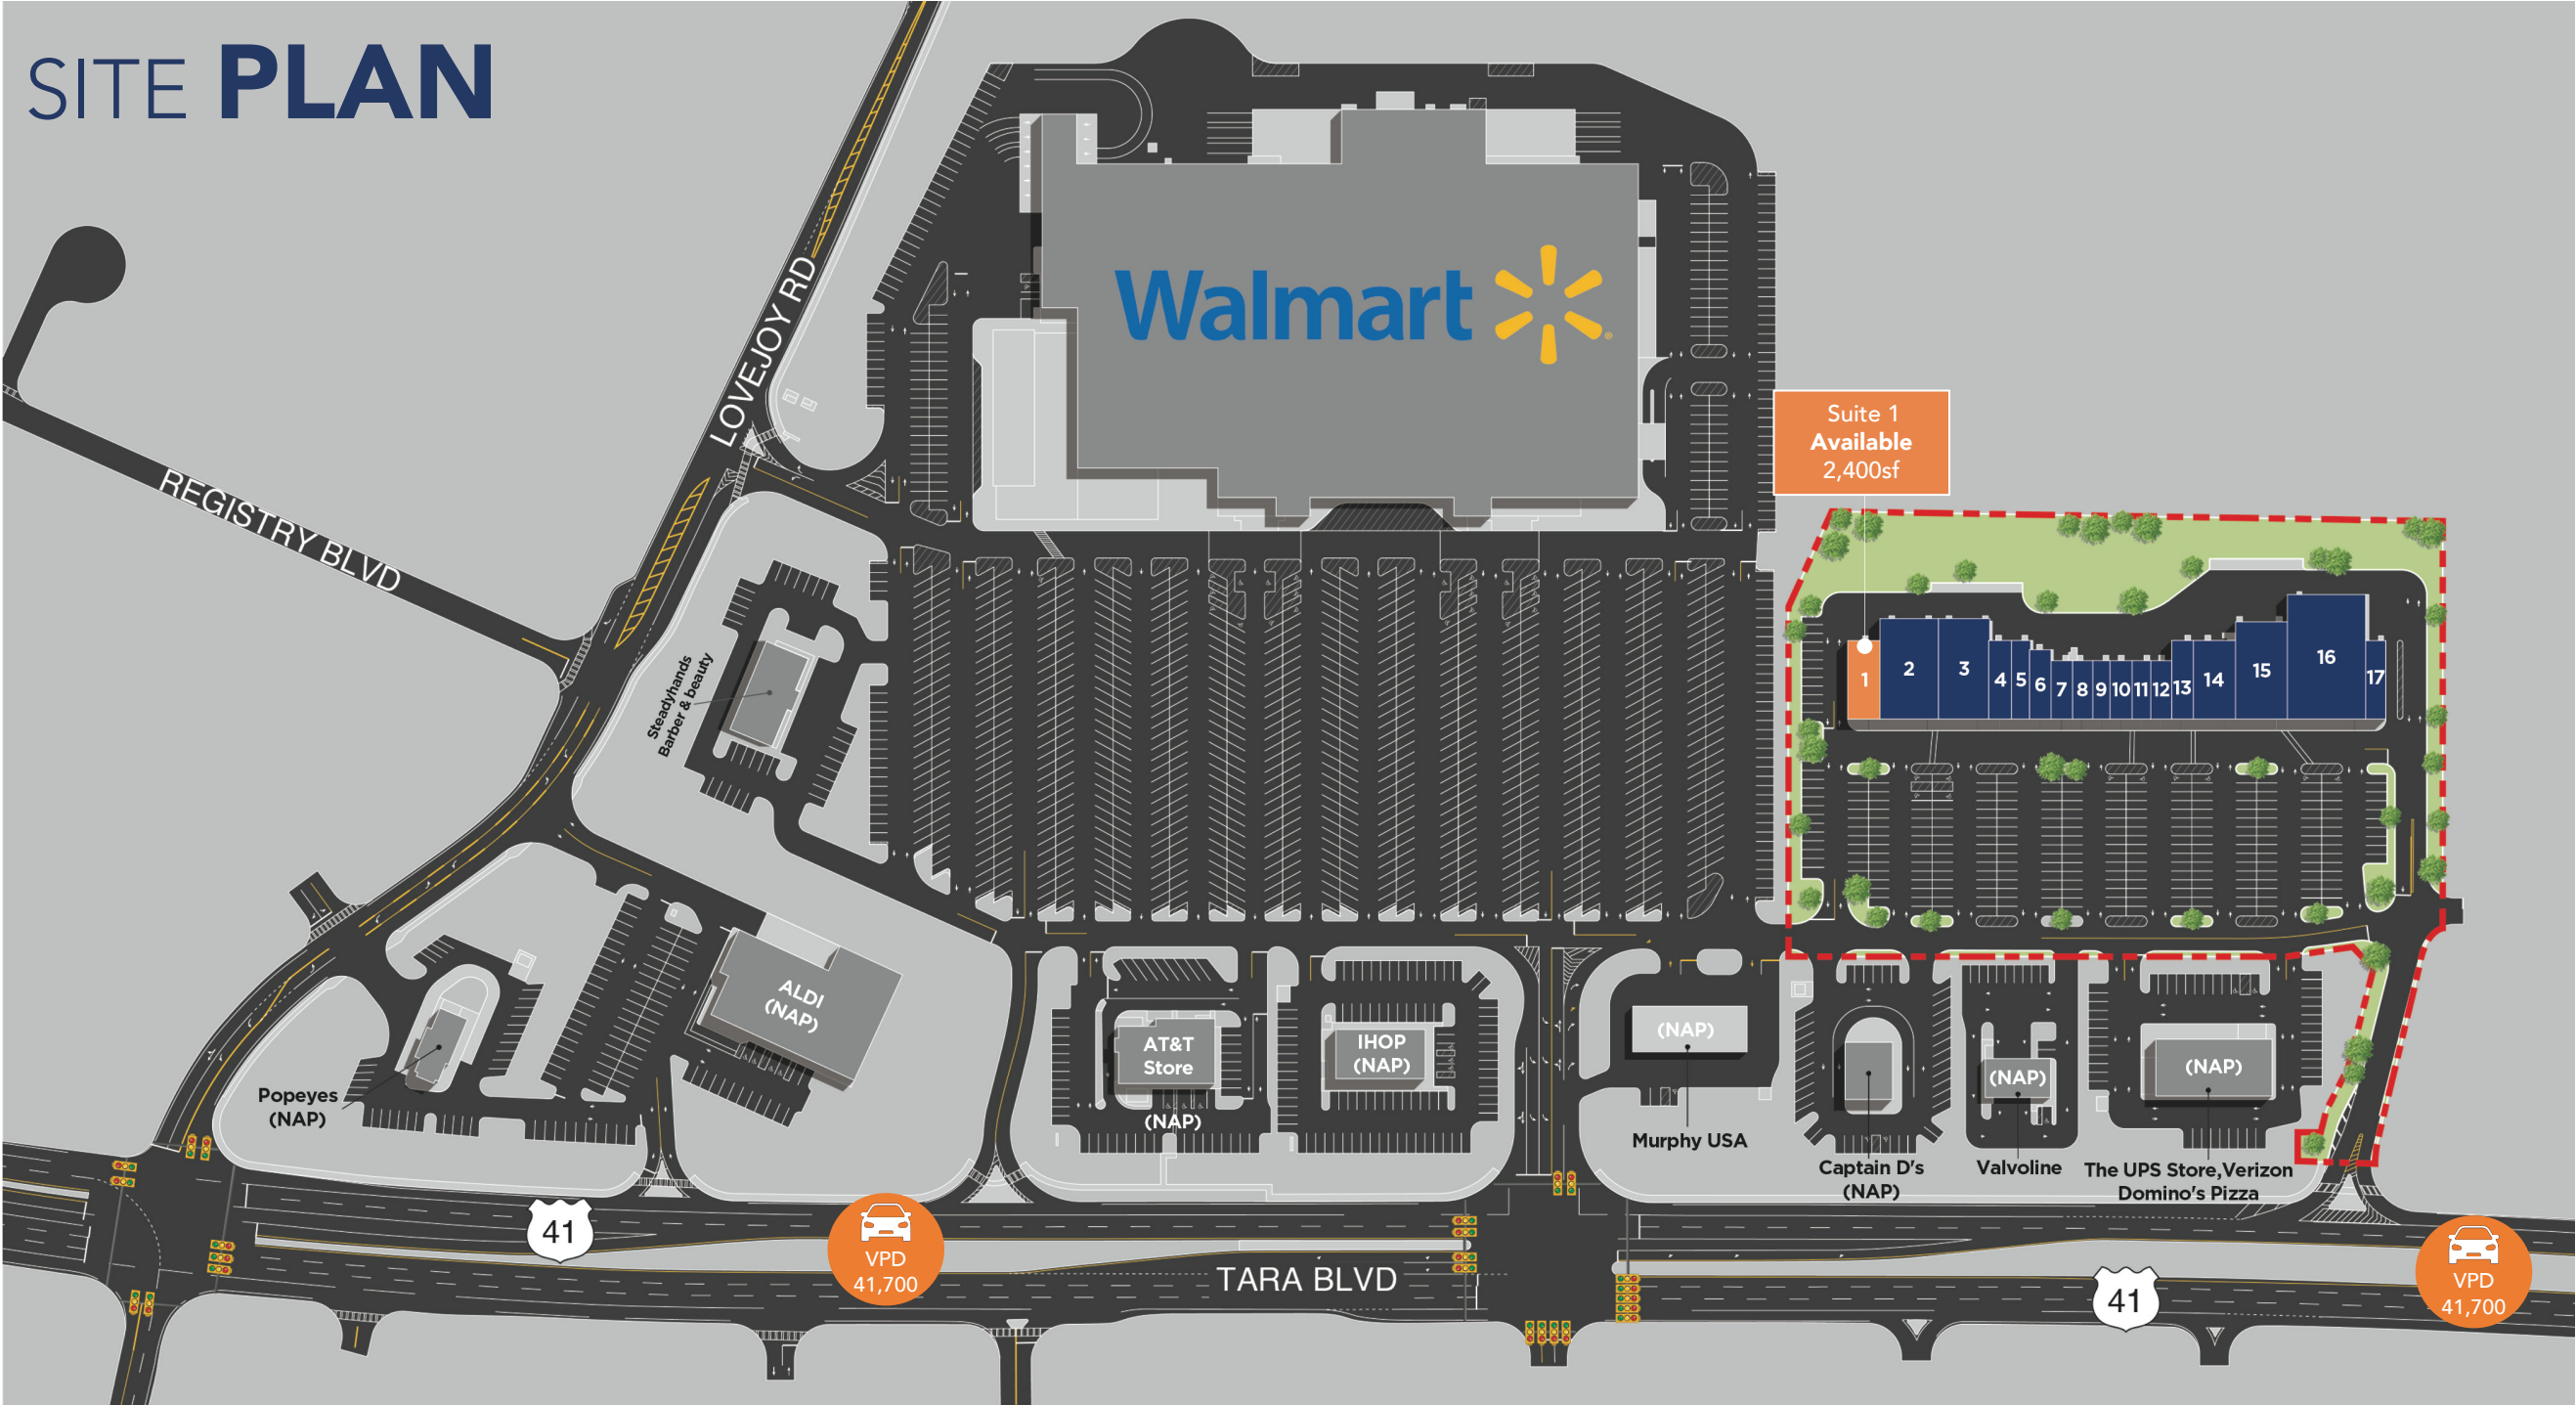 SITE PLAN
LOVEJOY RD
REGISTRY BLVD
Walmart
Suite 1
Available
2,400sf
1
2
3
4
5
6
7
8
9
10
11
12
13
14
15
16
17
Steadyhands
Barber & beauty
ALDI
(NAP)
Popeyes
(NAP)
AT&T
Store
(NAP)
IHOP
(NAP)
(NAP)
Murphy USA
Captain D's
(NAP)
(NAP)
Valvoline
(NAP)
The UPS Store,Verizon
Domino's Pizza
41
VPD
41,700
TARA BLVD
41
VPD
41,700